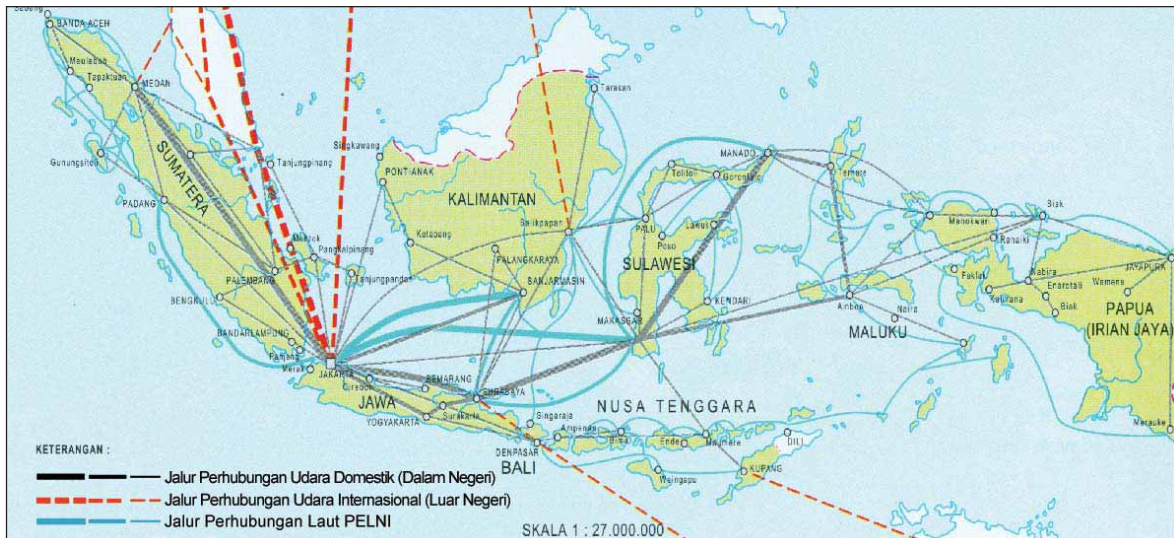 Sabang
BANDA ACEH
Meulaboh
Tapaktuan
MEDAN
Tarakan
Gunungsitoli
SUMATERA
Tanjungpinang
Singkawang
PONTIANAK
KALIMANTAN
MANADO
Ternate
Tolitoli
Gorontalo
PADANG
Biak
Manokwari
Ketapang
Balikpapan
PALU
Poso
Luwuk
Mentok
Pangkalpinang
PALANGKARAYA
SULAWESI
Fakfak
Nabire
JAYAPURA
PALEMBANG
Tanjungpandan
BANJARMASIN
Enarotali
Wamena
BENGKULU
KENDARI
Ambon
Naira
Kaimana
Biak
PAPUA
(IRIAN JAYA)
MAKASSAR
MALUKU
BANDARLAMPUNG
Panjang
Merak
JAKARTA
Cirebon
SEMARANG
SURABAYA
JAWA
Surakarta
YOGYAKARTA
Singaraja
Ampenan
NUSA TENGGARA
DENPASAR
BALI
Bima
Ende
Maumere
DILI
Merauke
Waingapu
KUPANG
KETERANGAN :
Jalur Perhubungan Udara Domestik (Dalam Negeri)
Jalur Perhubungan Udara Internasional (Luar Negeri)
Jalur Perhubungan Laut PELNI
SKALA 1 : 27.000.000